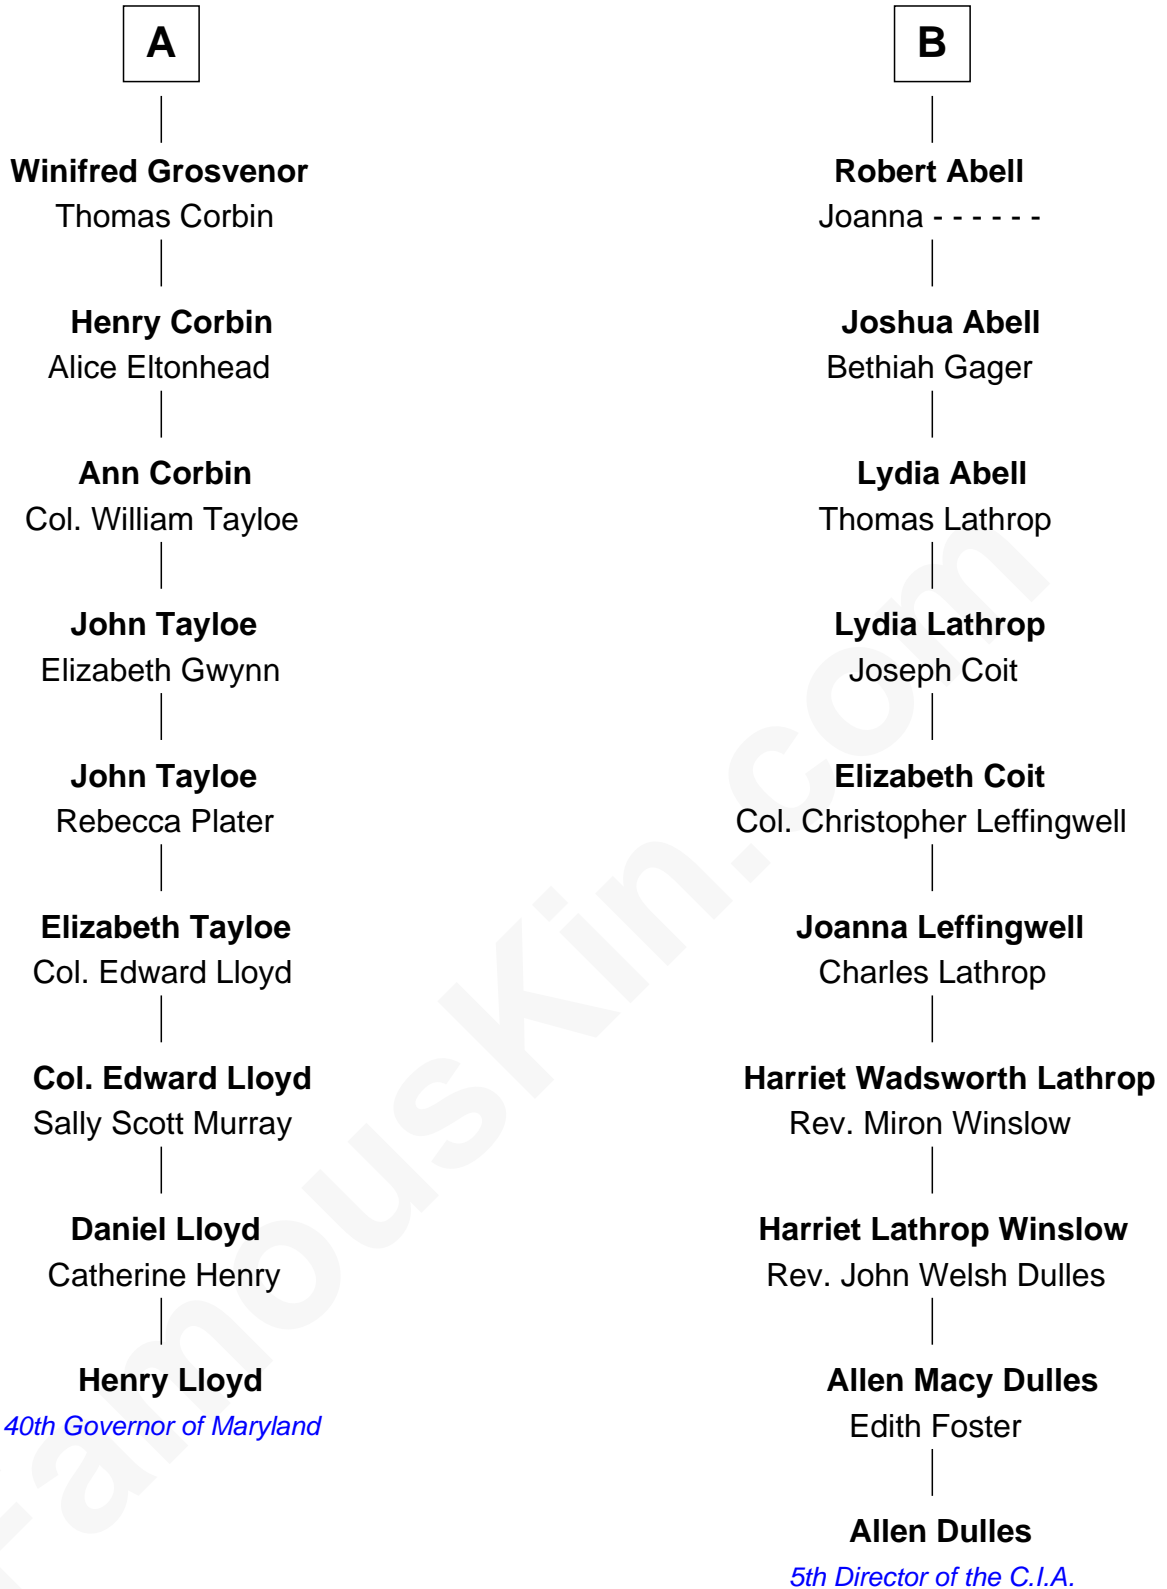 A
Winifred Grosvenor
Thomas Corbin
Henry Corbin
Alice Eltonhead
Ann Corbin
Col. William Tayloe
John Tayloe
Elizabeth Gwynn
John Tayloe
Rebecca Plater
Elizabeth Tayloe
Col. Edward Lloyd
Col. Edward Lloyd
Sally Scott Murray
Daniel Lloyd
Catherine Henry
Henry Lloyd
40th Governor of Maryland
B
Robert Abell
Joanna - - - - - -
Joshua Abell
Bethiah Gager
Lydia Abell
Thomas Lathrop
Lydia Lathrop
Joseph Coit
Elizabeth Coit
Col. Christopher Leffingwell
Joanna Leffingwell
Charles Lathrop
Harriet Wadsworth Lathrop
Rev. Miron Winslow
Harriet Lathrop Winslow
Rev. John Welsh Dulles
Allen Macy Dulles
Edith Foster
Allen Dulles
5th Director of the C.I.A.
FamousKin.com